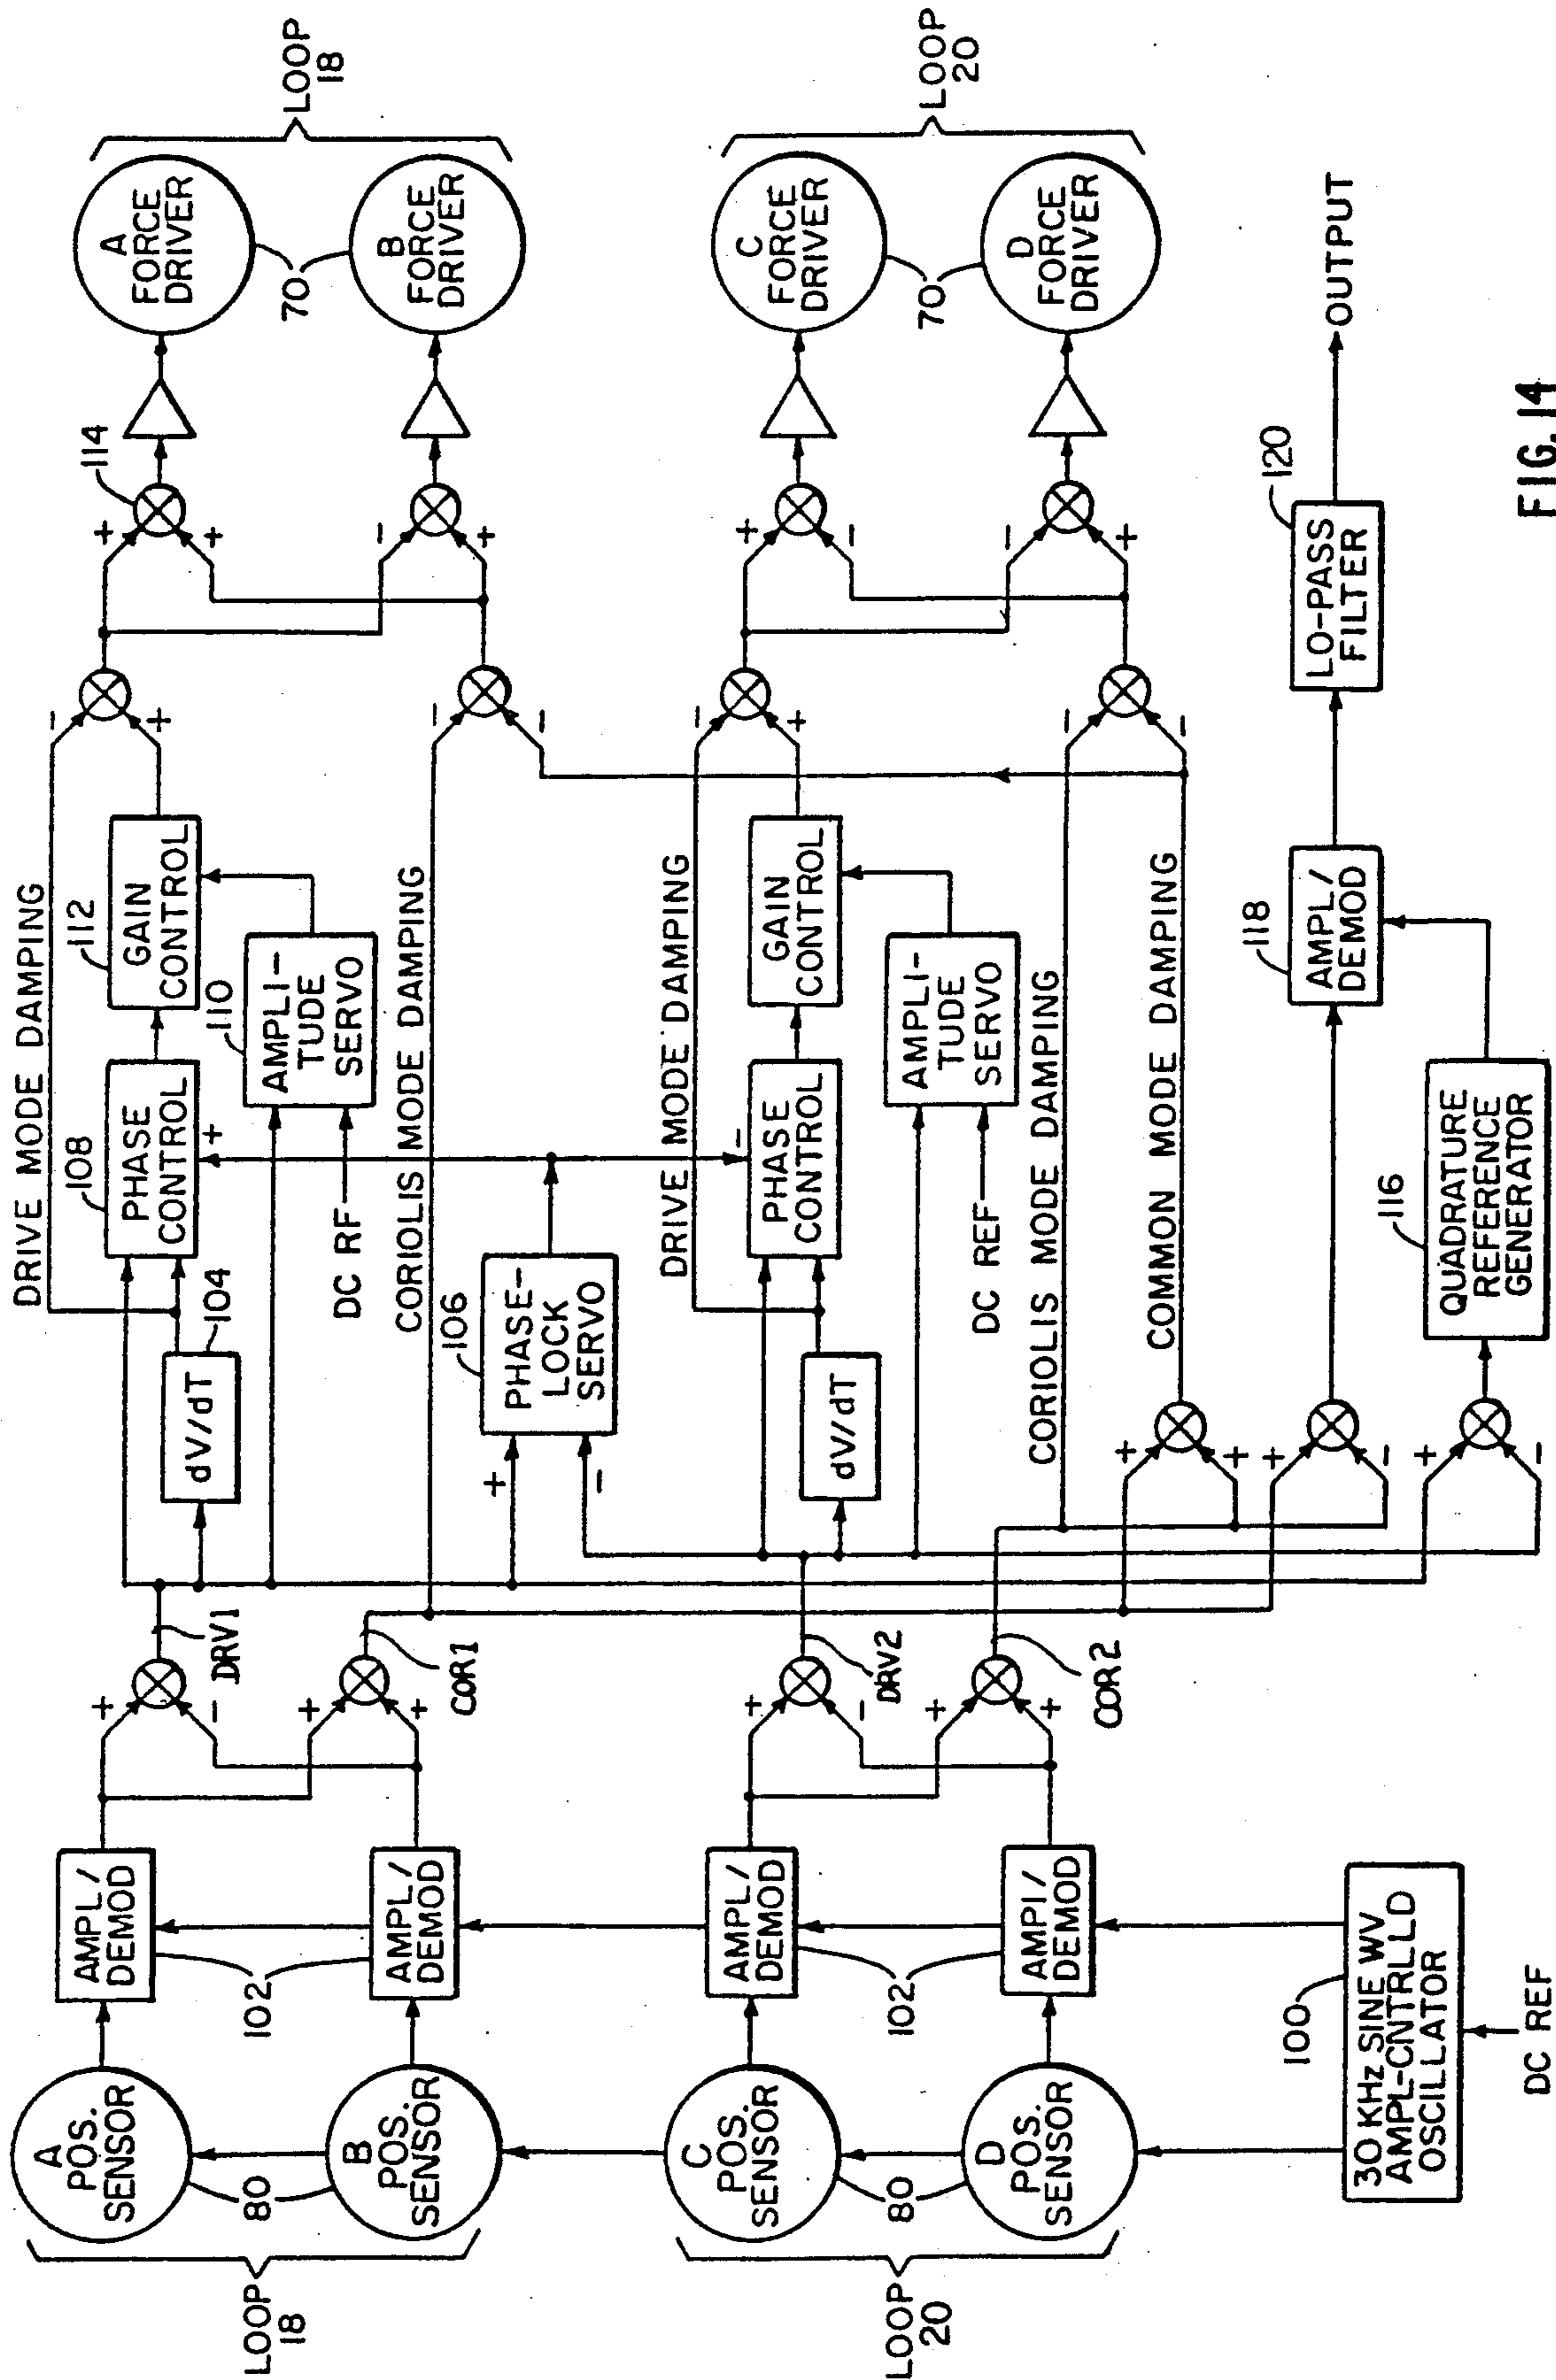 LOOP
18
A
POS.
SENSOR
80
B
POS.
SENSOR
AMPL/
DEMOD
102
AMPL/
DEMOD
+
-
DRV1
+
+
COR1
DRIVE MODE DAMPING
dV/dT
104
108
PHASE
CONTROL
+
112
GAIN
CONTROL
110
AMPLI-
TUDE
SERVO
DC RF
-
+
CORIOLIS MODE DAMPING
-
-
114
+
+
-
+
A
FORCE
DRIVER
70
B
FORCE
DRIVER
LOOP
18
106
PHASE-
LOCK
SERVO
+
-
LOOP
20
C
POS.
SENSOR
80
D
POS.
SENSOR
AMPL/
DEMOD
102
AMPI/
DEMOD
+
-
DRV2
+
+
COR2
DRIVE MODE DAMPING
dV/dT
-
PHASE
CONTROL
GAIN
CONTROL
AMPLI-
TUDE
SERVO
DC REF
-
+
CORIOLIS MODE DAMPING
-
-
+
-
-
+
C
FORCE
DRIVER
70
D
FORCE
DRIVER
LOOP
20
COMMON MODE DAMPING
+
+
+
-
+
-
100
30 KHz SINE WV
AMPL-CNTRLLD
OSCILLATOR
DC REF
116
QUADRATURE
REFERENCE
GENERATOR
118
AMPL/
DEMOD
120
LO-PASS
FILTER
OUTPUT
FIG. 14